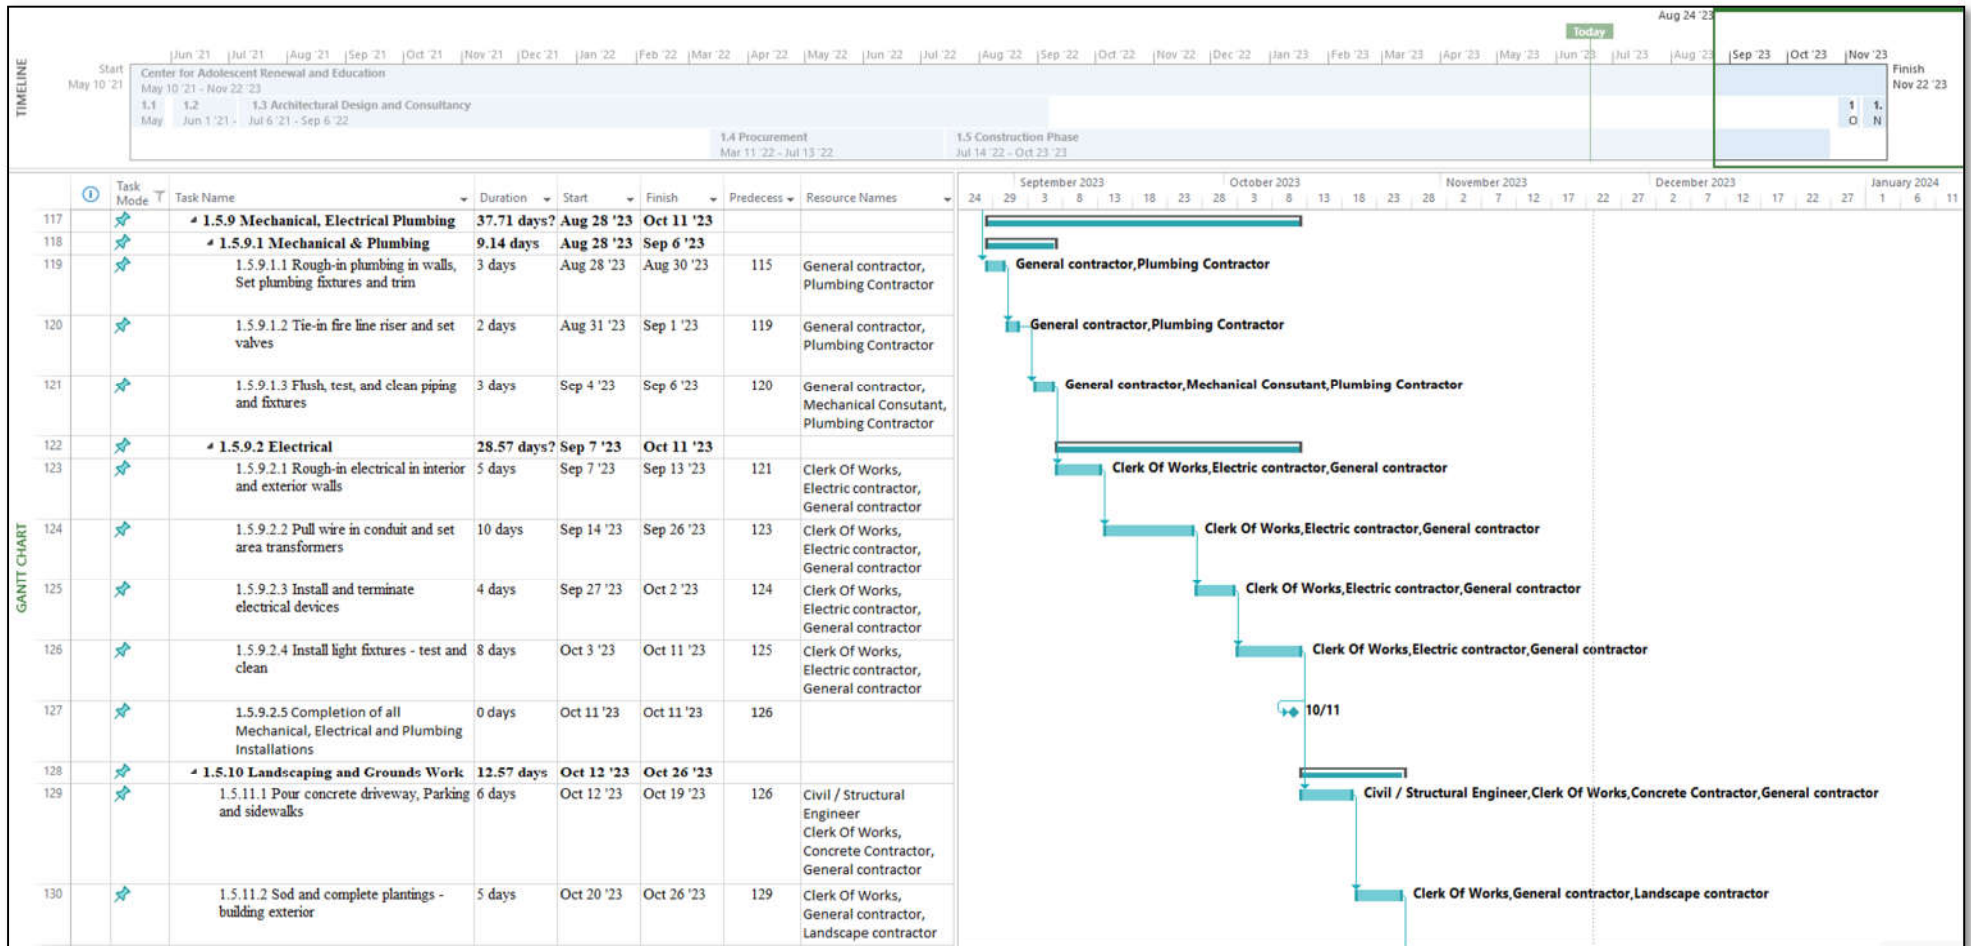 Aug 24 '23
Today
Jun '21 Jul '21 Aug '21 Sep '21 Oct '21 Nov '21 Dec '21 Jan '22 Feb '22 Mar '22 Apr '22 May '22 Jun '22 Jul '22 Aug '22 Sep '22 Oct '22 Nov '22 Dec '22 Jan '23 Feb '23 Mar '23 Apr '23 May '23 Jun '23 Jul '23 Aug '23 Sep '23 Oct '23 Nov '23
TIMELINE
Start
May 10 '21
Center for Adolescent Renewal and Education
May 10 '21 - Nov 22 '23
Finish
Nov 22 '23
1.1 1.2 1.3 Architectural Design and Consultancy 1 1.
May Jun 1 '21 - Jul 6 '21 - Sep 6 '22 O N
1.4 Procurement 1.5 Construction Phase
Mar 11 '22 - Jul 13 '22 Jul 14 '22 - Oct 23 '23
GANTT CHART
Task Mode Task Name Duration Start Finish Predecess Resource Names
September 2023 October 2023 November 2023 December 2023 January 2024
24 29 3 8 13 18 23 28 3 8 13 18 23 28 2 7 12 17 22 27 2 7 12 17 22 27 1 6 11
117 1.5.9 Mechanical, Electrical Plumbing 37.71 days? Aug 28 '23 Oct 11 '23
118 1.5.9.1 Mechanical & Plumbing 9.14 days Aug 28 '23 Sep 6 '23
119 1.5.9.1.1 Rough-in plumbing in walls, 3 days Aug 28 '23 Aug 30 '23 115 General contractor, General contractor,Plumbing Contractor
Set plumbing fixtures and trim Plumbing Contractor
120 1.5.9.1.2 Tie-in fire line riser and set 2 days Aug 31 '23 Sep 1 '23 119 General contractor, General contractor,Plumbing Contractor
valves Plumbing Contractor
121 1.5.9.1.3 Flush, test, and clean piping 3 days Sep 4 '23 Sep 6 '23 120 General contractor, General contractor,Mechanical Consutant,Plumbing Contractor
and fixtures Mechanical Consutant,
Plumbing Contractor
122 1.5.9.2 Electrical 28.57 days? Sep 7 '23 Oct 11 '23
123 1.5.9.2.1 Rough-in electrical in interior 5 days Sep 7 '23 Sep 13 '23 121 Clerk Of Works, Clerk Of Works,Electric contractor,General contractor
and exterior walls Electric contractor,
General contractor
124 1.5.9.2.2 Pull wire in conduit and set 10 days Sep 14 '23 Sep 26 '23 123 Clerk Of Works, Clerk Of Works,Electric contractor,General contractor
area transformers Electric contractor,
General contractor
125 1.5.9.2.3 Install and terminate 4 days Sep 27 '23 Oct 2 '23 124 Clerk Of Works, Clerk Of Works,Electric contractor,General contractor
electrical devices Electric contractor,
General contractor
126 1.5.9.2.4 Install light fixtures - test and 8 days Oct 3 '23 Oct 11 '23 125 Clerk Of Works, Clerk Of Works,Electric contractor,General contractor
clean Electric contractor,
General contractor
127 1.5.9.2.5 Completion of all 0 days Oct 11 '23 Oct 11 '23 126 10/11
Mechanical, Electrical and Plumbing
Installations
128 1.5.10 Landscaping and Grounds Work 12.57 days Oct 12 '23 Oct 26 '23
129 1.5.11.1 Pour concrete driveway, Parking 6 days Oct 12 '23 Oct 19 '23 126 Civil / Structural Civil / Structural Engineer,Clerk Of Works,Concrete Contractor,General contractor
and sidewalks Engineer
Clerk Of Works,
Concrete Contractor,
General contractor
130 1.5.11.2 Sod and complete plantings - 5 days Oct 20 '23 Oct 26 '23 129 Clerk Of Works, Clerk Of Works,General contractor,Landscape contractor
building exterior General contractor,
Landscape contractor